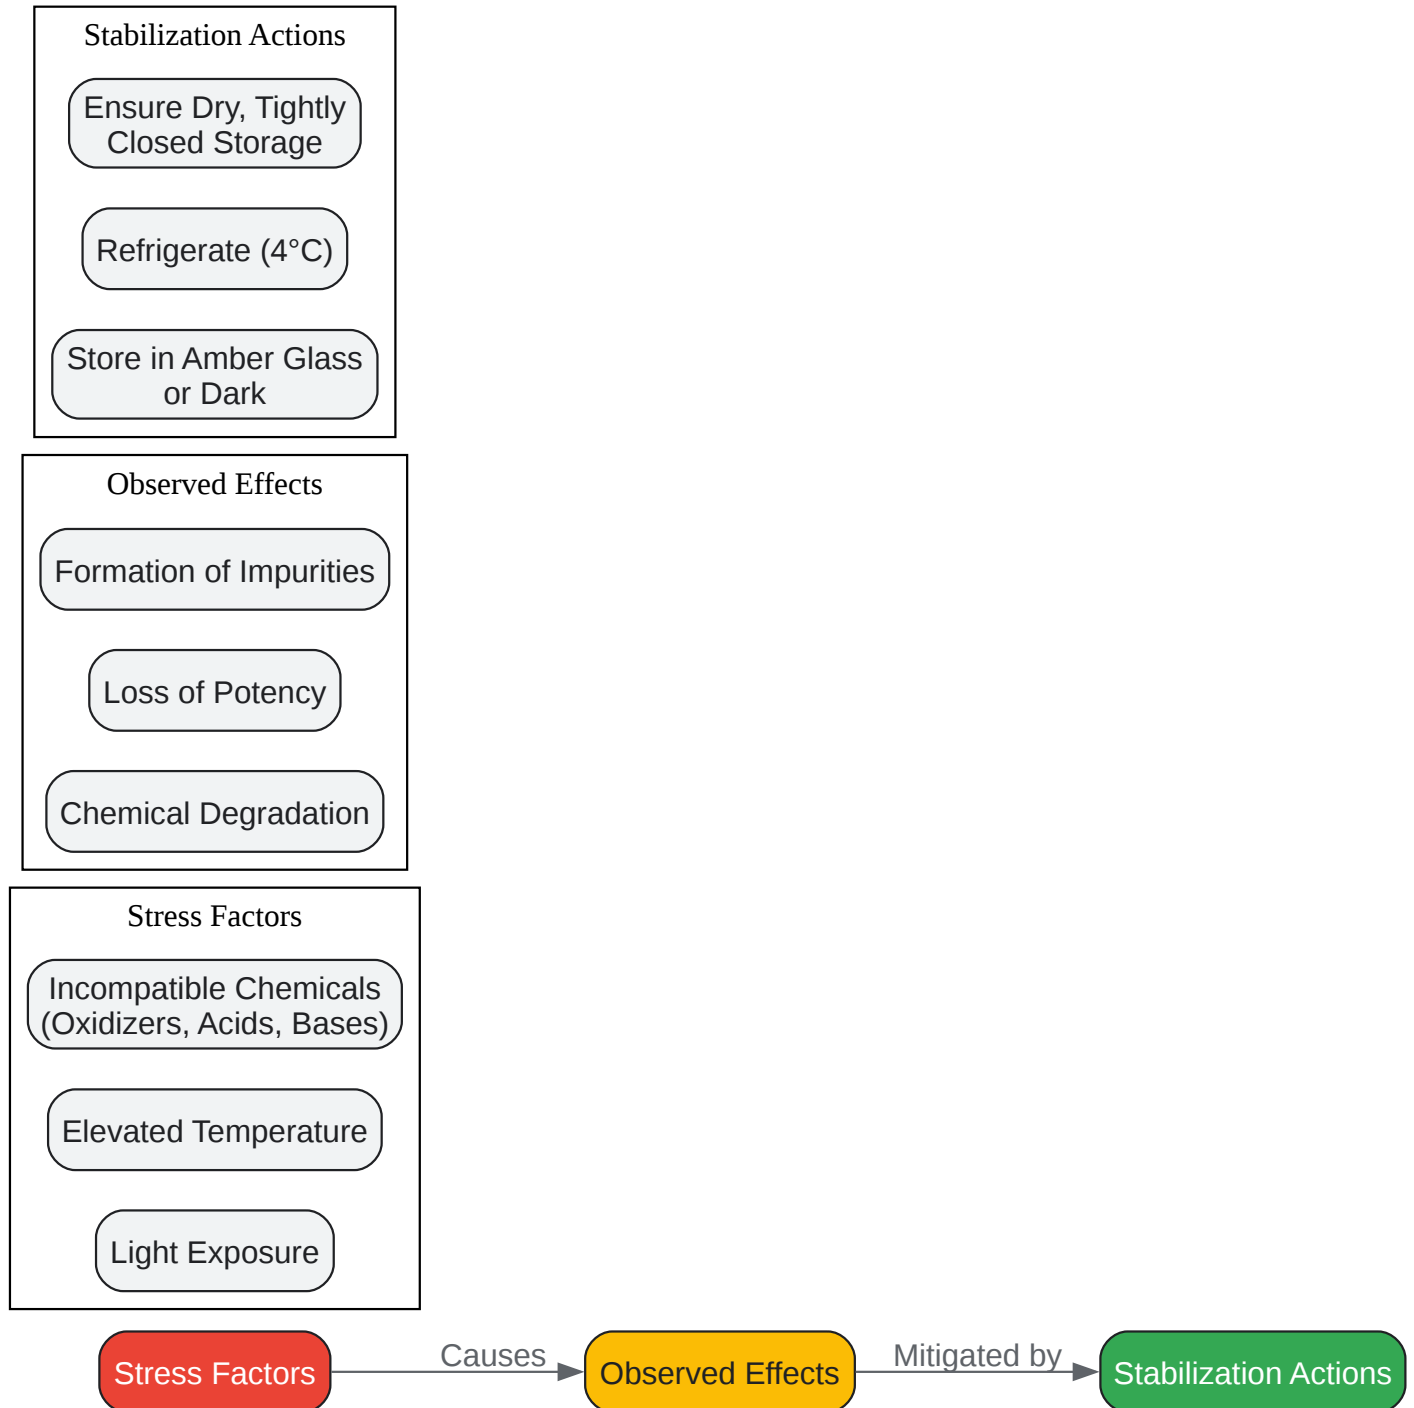 Stabilization Actions
Ensure Dry, Tightly
Closed Storage
Refrigerate (4°C)
Store in Amber Glass
or Dark
Observed Effects
Formation of Impurities
Loss of Potency
Chemical Degradation
Stress Factors
Incompatible Chemicals
(Oxidizers, Acids, Bases)
Elevated Temperature
Light Exposure
Stress Factors
Causes
Observed Effects
Mitigated by
Stabilization Actions